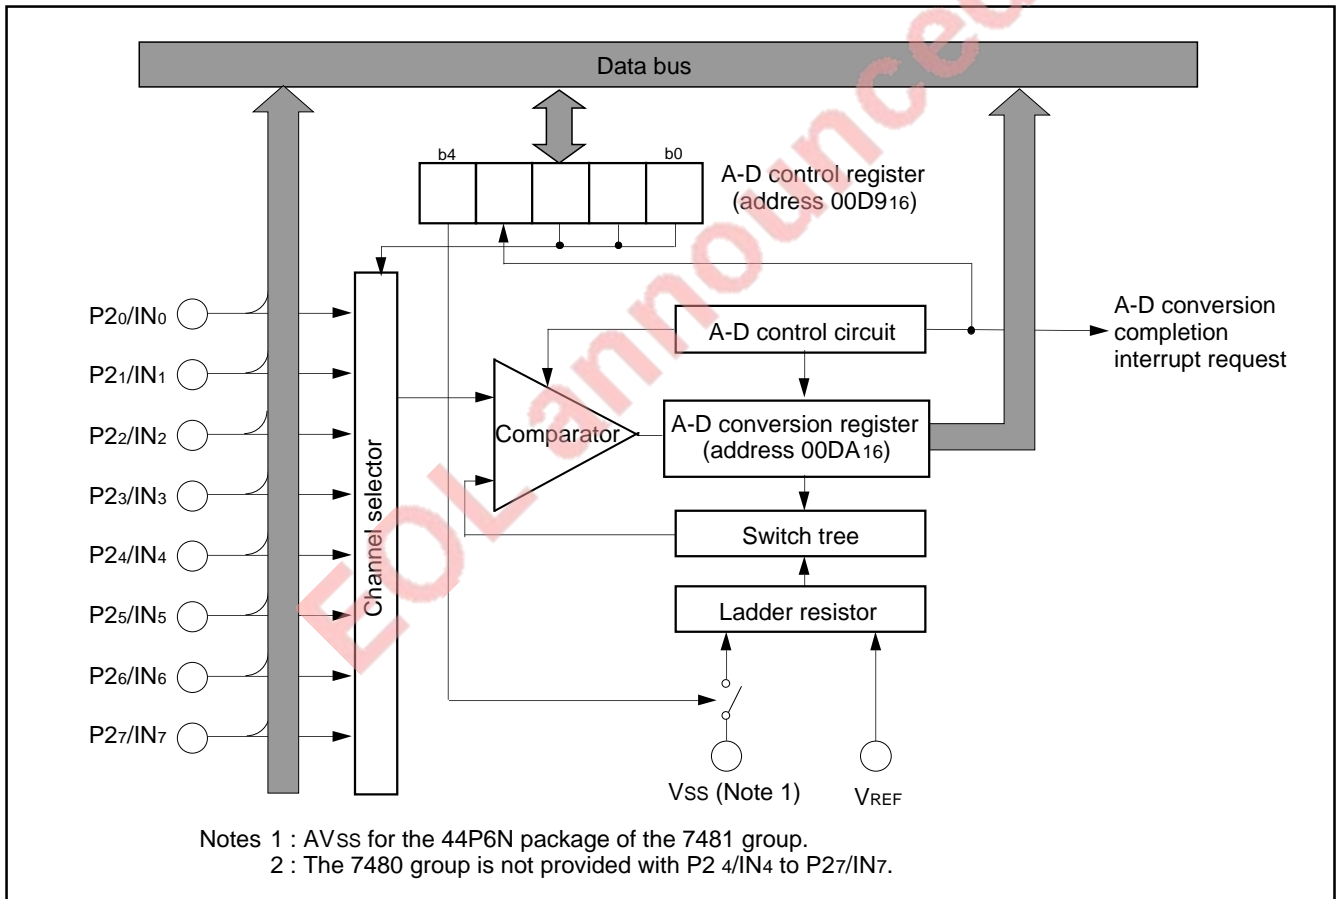 Data bus
b4
b0
A-D control register
(address 00D916)
P20/IN0
P21/IN1
P22/IN2
P23/IN3
P24/IN4
P25/IN5
P26/IN6
P27/IN7
Channel selector
Comparator
A-D control circuit
A-D conversion
completion
interrupt request
A-D conversion register
(address 00DA16)
Switch tree
Ladder resistor
VSS (Note 1)
VREF
Notes 1 : AVSS for the 44P6N package of the 7481 group.
2 : The 7480 group is not provided with P2 4/IN4 to P27/IN7.
EOL announced